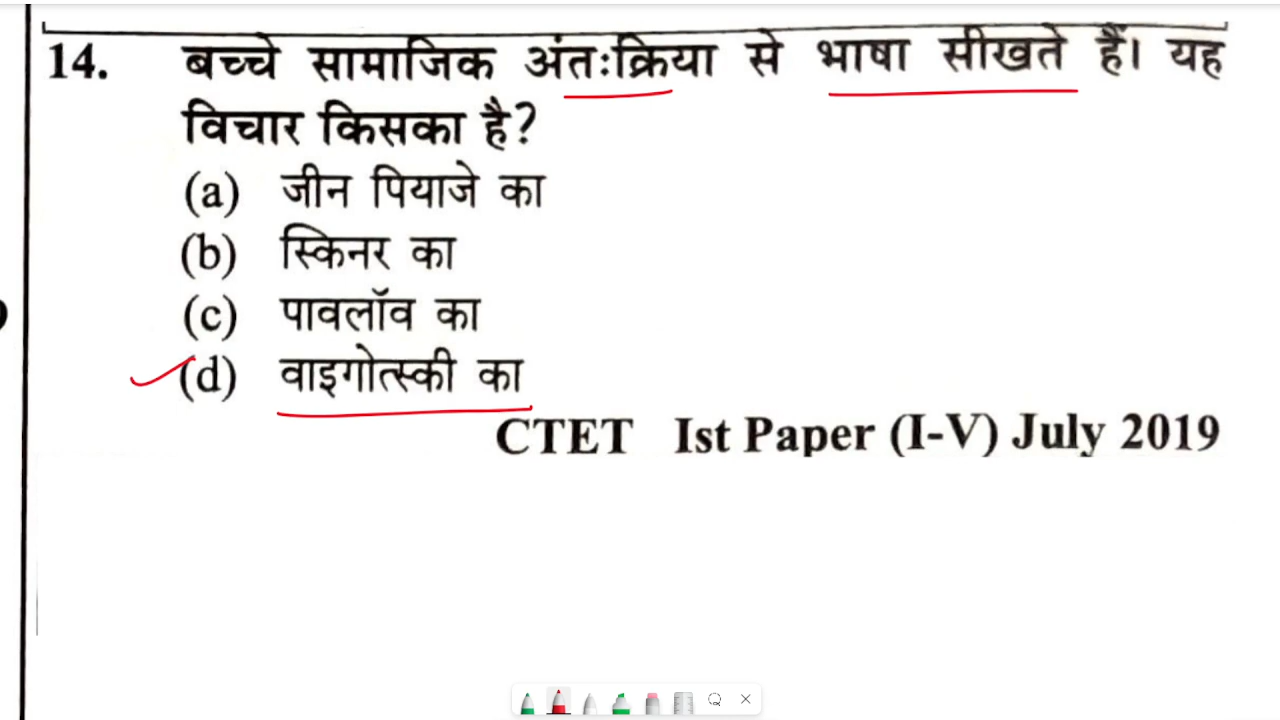 14. बच्चे सामाजिक अंतःक्रिया से भाषा सीखते हैं। यह
विचार किसका है?
(a) जीन पियाजे का
(b) स्किनर का
(c) पावलॉव का
(d) वाइगोत्स्की का
CTET Ist Paper (I-V) July 2019